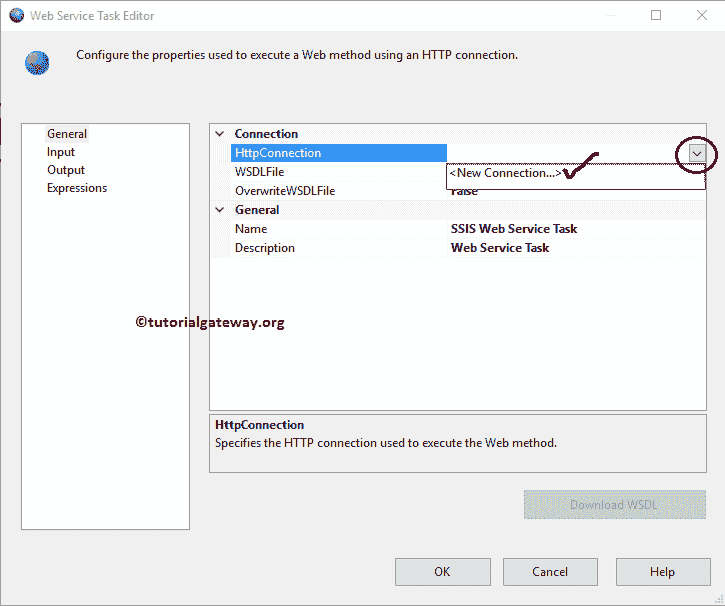 Web Service Task Editor
Configure the properties used to execute a Web method using an HTTP connection.
General
Input
Output
Expressions
Connection
HttpConnection
WSDLFile
<New Connection...>
OverwriteWSDLFile False
General
Name SSIS Web Service Task
Description Web Service Task
©tutorialgateway.org
HttpConnection
Specifies the HTTP connection used to execute the Web method.
Download WSDL
OK Cancel Help